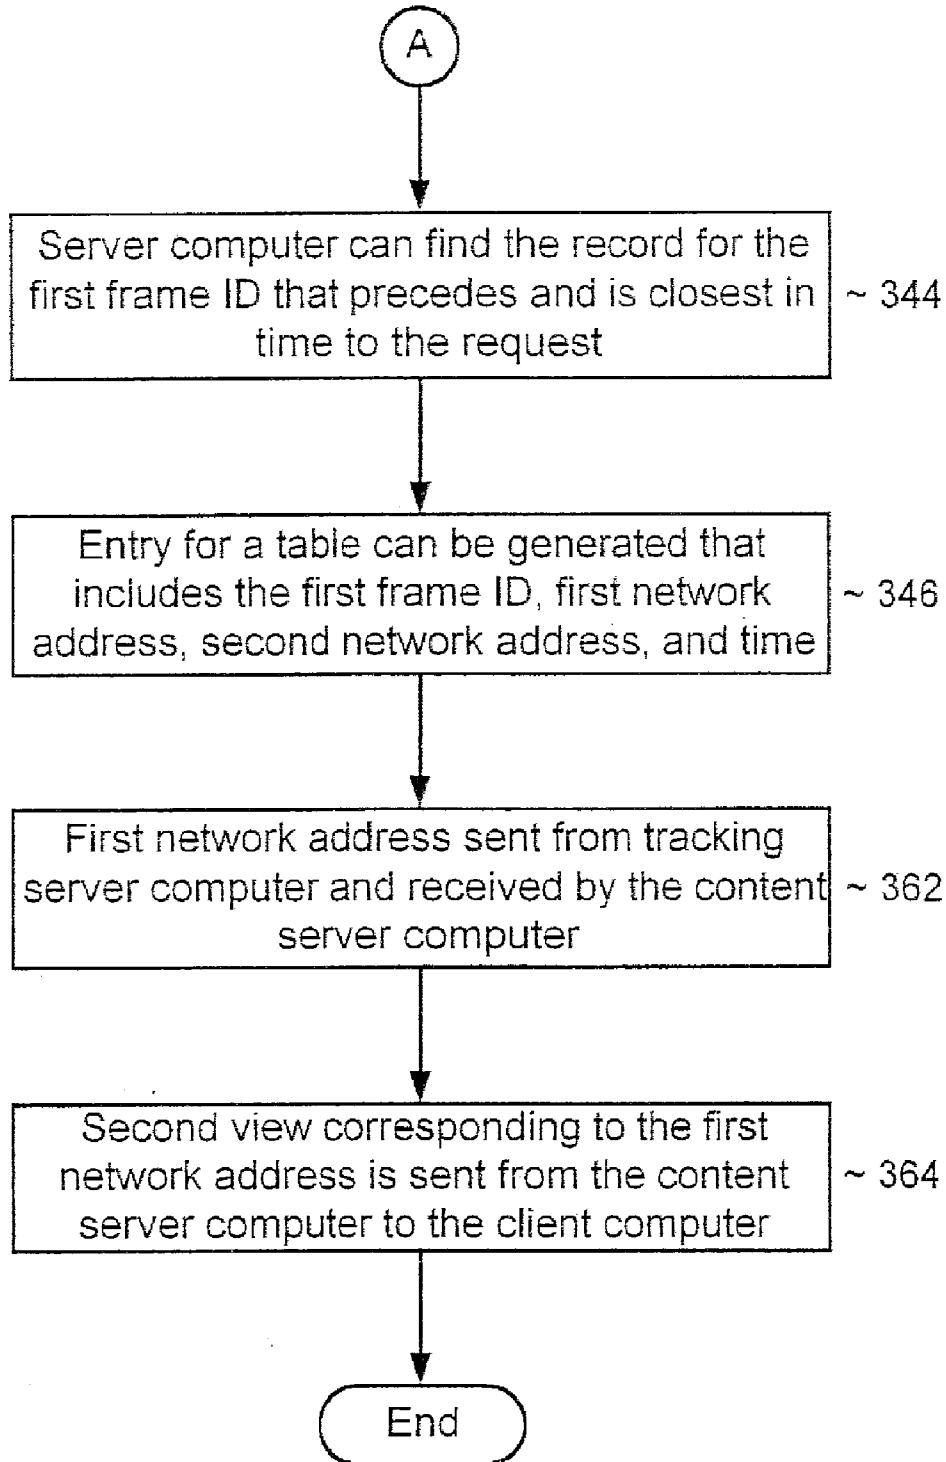 A
Server computer can find the record for the
first frame ID that precedes and is closest in
time to the request
~ 344
Entry for a table can be generated that
includes the first frame ID, first network
address, second network address, and time
~ 346
First network address sent from tracking
server computer and received by the content
server computer
~ 362
Second view corresponding to the first
network address is sent from the content
server computer to the client computer
~ 364
End